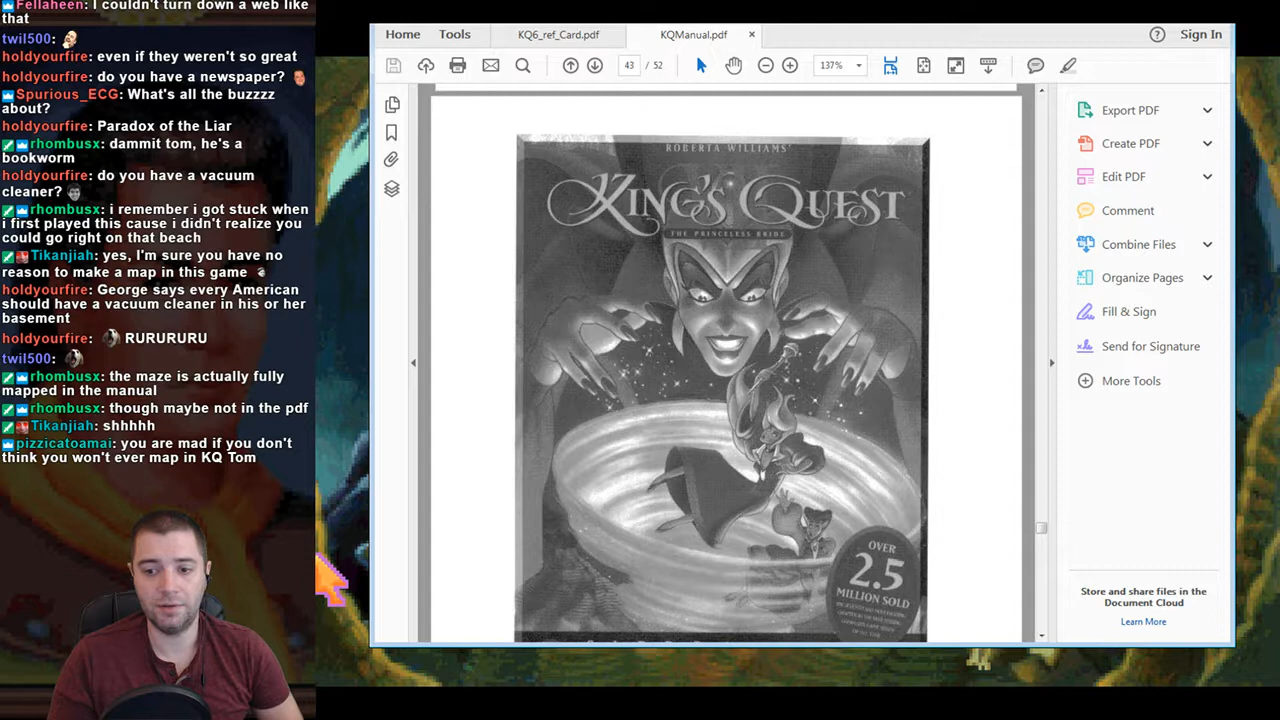 Fellaheen: I couldn't turn down a web like
that
twil500:
holdyourfire: even if they weren't so great
holdyourfire: do you have a newspaper?
Spurious_ECG: What's all the buzzzz
about?
holdyourfire: Paradox of the Liar
rhombusx: dammit tom, he's a
bookworm
holdyourfire: do you have a vacuum
cleaner?
rhombusx: i remember i got stuck when
i first played this cause i didn't realize you
could go right on that beach
Tikanjiah: yes, I'm sure you have no
reason to make a map in this game
holdyourfire: George says every American
should have a vacuum cleaner in his or her
basement
holdyourfire: RURURURU
twil500:
rhombusx: the maze is actually fully
mapped in the manual
rhombusx: though maybe not in the pdf
Tikanjiah: shhhhh
pizzicatoamai: you are mad if you don't
think you won't ever map in KQ Tom
Home Tools KQ6_ref_Card.pdf KQManual.pdf × ? Sign In
43 / 52 137%
ROBERTA WILLIAMS'
KING'S QUEST
THE PRINCELESS BRIDE
OVER
2.5
MILLION SOLD
Export PDF
Create PDF
Edit PDF
Comment
Combine Files
Organize Pages
Fill & Sign
Send for Signature
More Tools
Store and share files in the
Document Cloud
Learn More